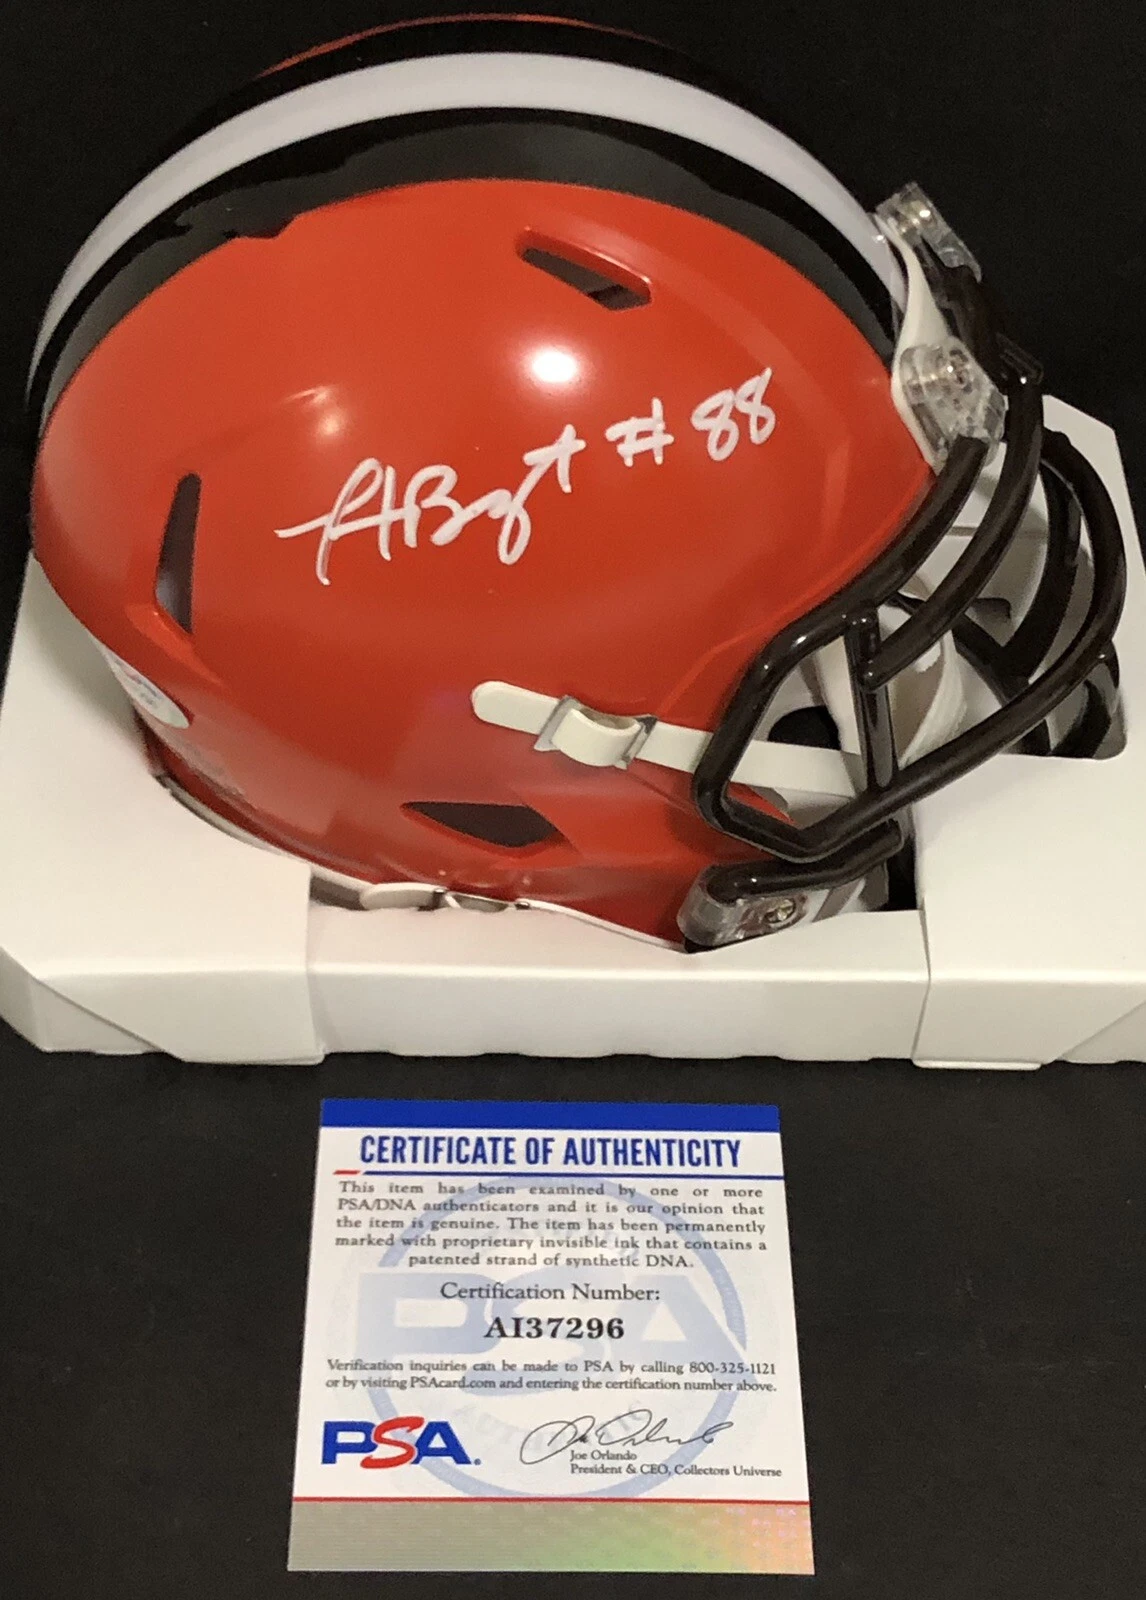 HBryant #88
CERTIFICATE OF AUTHENTICITY
This item has been examined by one or more
PSA/DNA authenticators and it is our opinion that
the item is genuine. The item has been permanently
marked with proprietary invisible ink that contains a
patented strand of synthetic DNA.
Certification Number:
AI37296
Verification inquiries can be made to PSA by calling 800-325-1121
or by visiting PSAcard.com and entering the certification number above.
PSA.
Joe Orlando
President & CEO, Collectors Universe